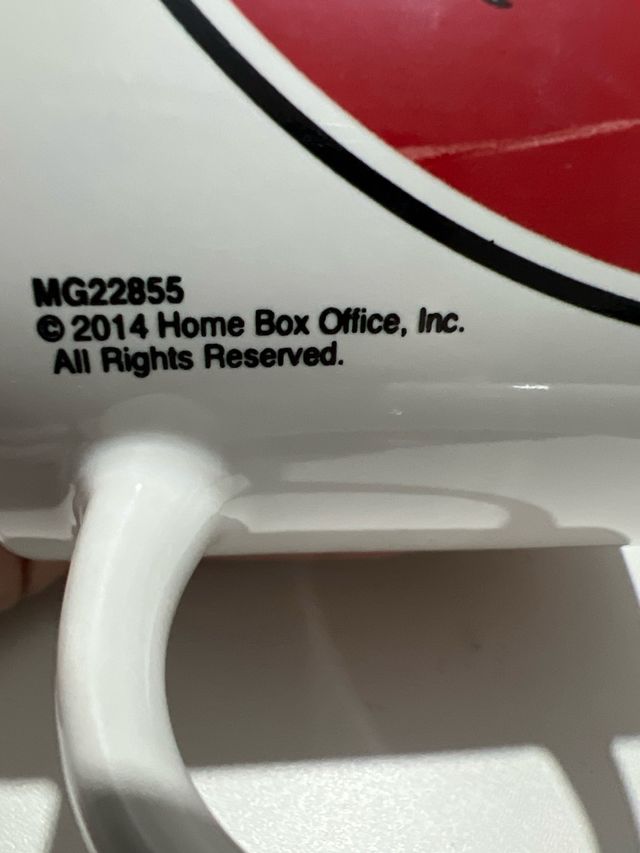 MG22855
© 2014 Home Box Office, Inc.
All Rights Reserved.